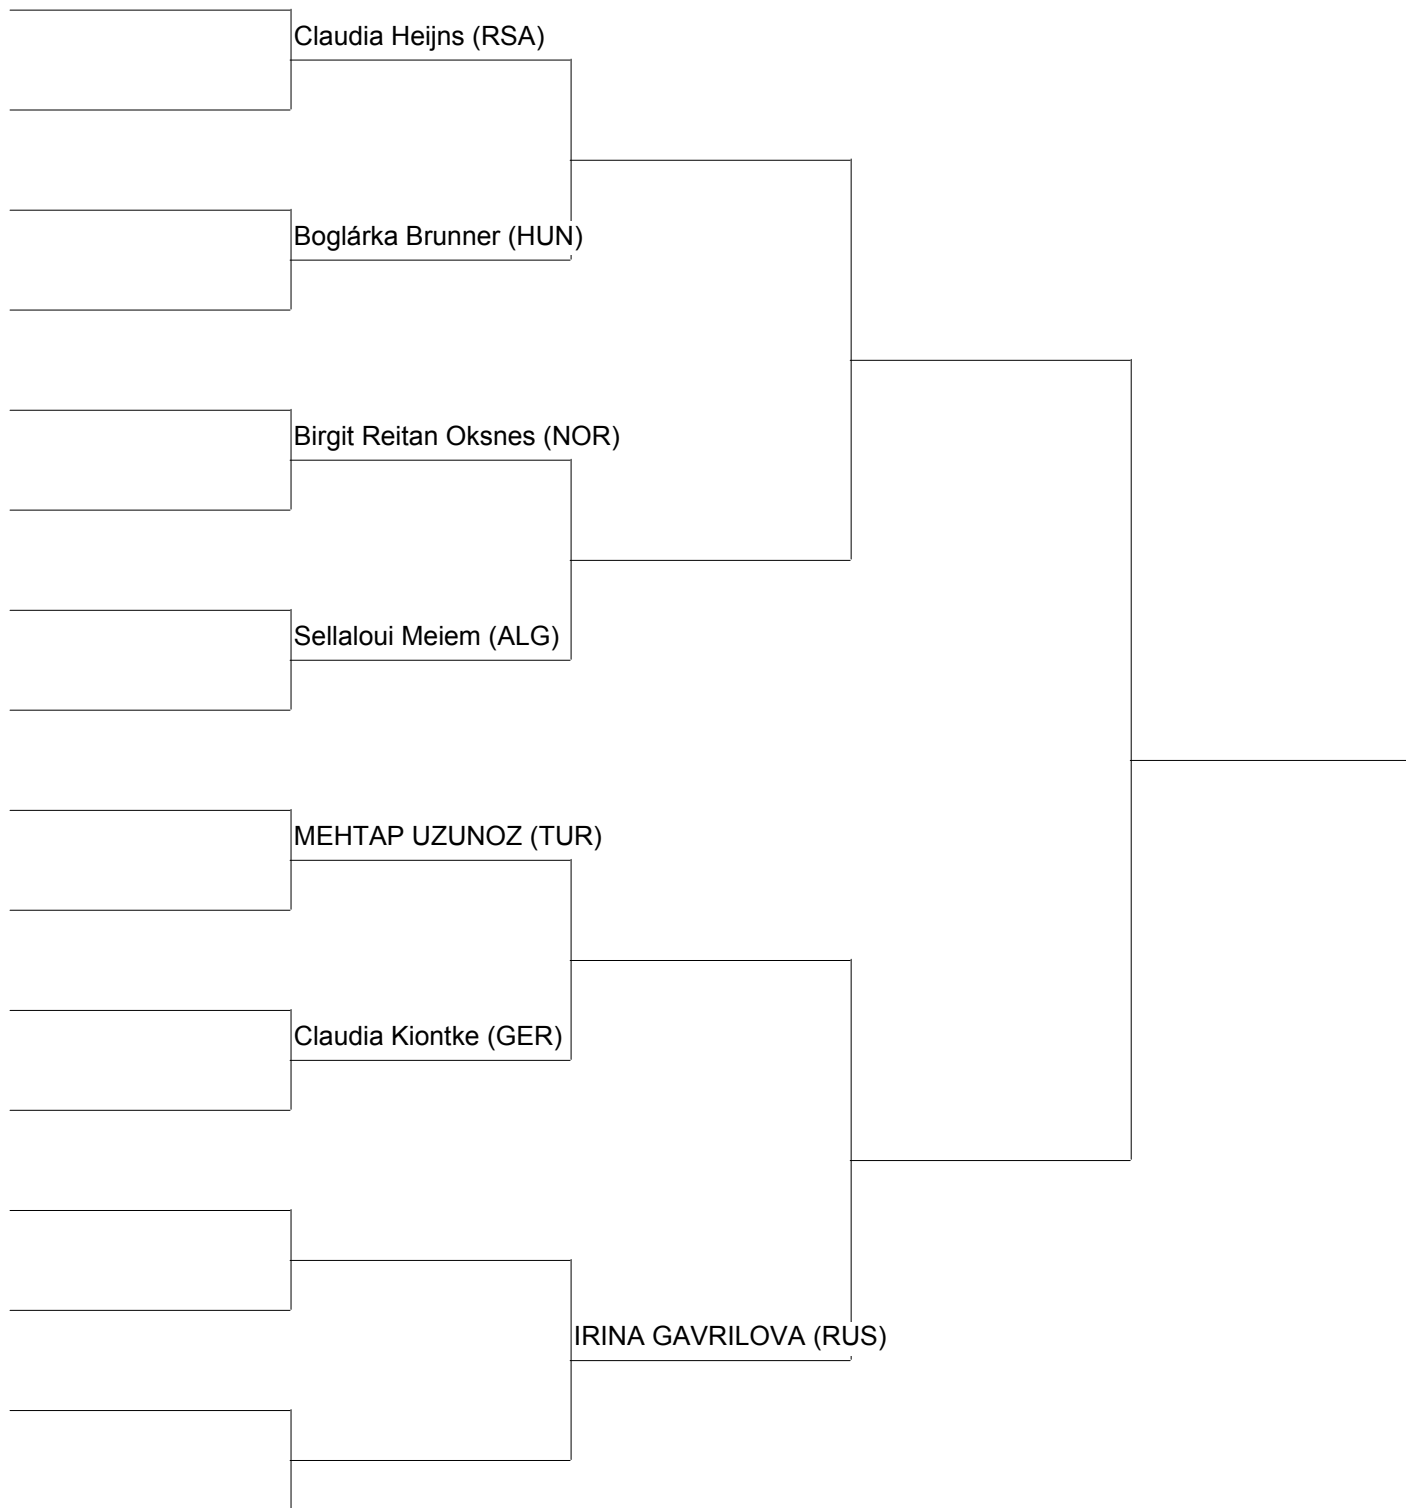 Claudia Heijns (RSA)
Boglárka Brunner (HUN)
Birgit Reitan Oksnes (NOR)
Sellaloui Meiem (ALG)
MEHTAP UZUNOZ (TUR)
Claudia Kiontke (GER)
IRINA GAVRILOVA (RUS)